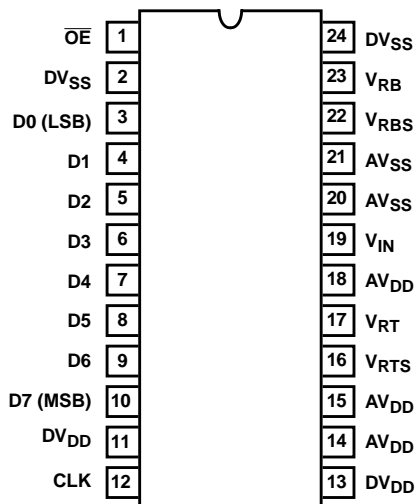 O̅E̅ 1 24 DVSS
DVSS 2 23 VRB
D0 (LSB) 3 22 VRBS
D1 4 21 AVSS
D2 5 20 AVSS
D3 6 19 VIN
D4 7 18 AVDD
D5 8 17 VRT
D6 9 16 VRTS
D7 (MSB) 10 15 AVDD
DVDD 11 14 AVDD
CLK 12 13 DVDD